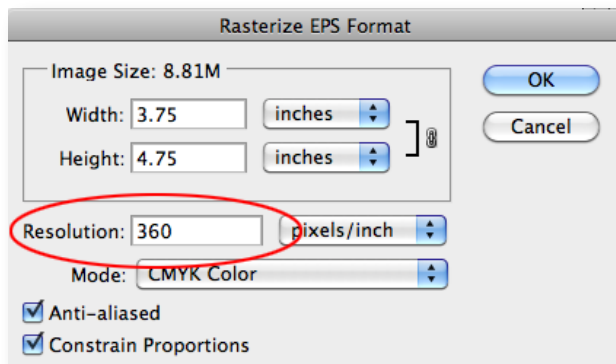 Rasterize EPS Format
Image Size: 8.81M
OK
Width: 3.75 inches
Cancel
Height: 4.75 inches
Resolution: 360 pixels/inch
Mode: CMYK Color
Anti-aliased
Constrain Proportions